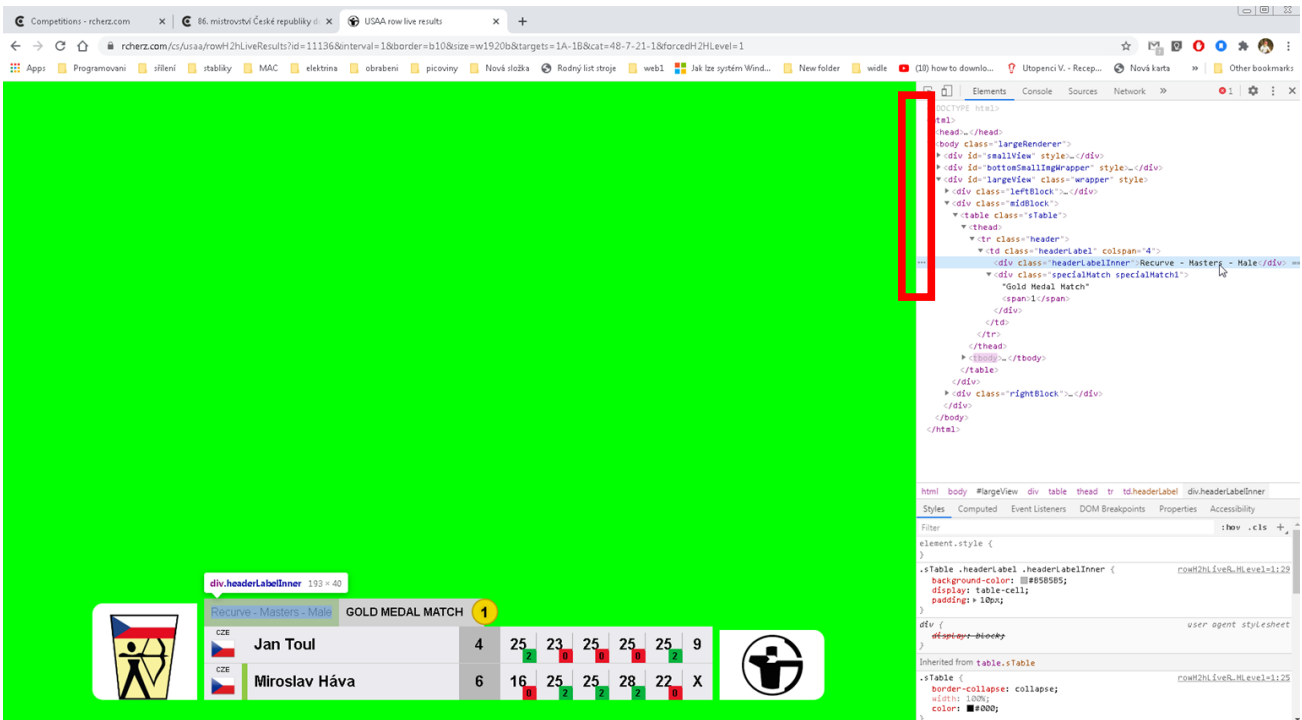 Competitions - rcherz.com
86. mistrovství České republiky d
USAA row live results
rcherz.com/cs/usaa/rowH2hLiveResults?id=11136&interval=1&border=b10&size=w1920b&targets=1A-1B&cat=4B-7-21-1&forcedH2HLevel=1
Apps Programovani sílení stabliky MAC elektrina obrabeni picoviny Nová složka Rodný list stroje web1 Jak lze systém Wind... New folder widle (10) how to downlo... Utopenci V. - Recep... Nová karta » Other bookmarks
Elements Console Sources Network » 1
DOCTYPE html>
html>
<head>…</head>
body class="largeRenderer">
<div id="smallView" style>…</div>
<div id="bottomSmallImgWrapper" style>…</div>
<div id="largeView" class="wrapper" style>
<div class="leftBlock">…</div>
<div class="midBlock">
<table class="sTable">
<thead>
<tr class="header">
<td class="headerLabel" colspan="4">
<div class="headerLabelInner">Recurve - Masters - Male</div> ==
<div class="specialMatch specialMatch1">
"Gold Medal Match"
<span>1</span>
</div>
</td>
</tr>
</thead>
<tbody>…</tbody>
</table>
</div>
<div class="rightBlock">…</div>
</div>
</body>
</html>
html body #largeView div table thead tr td.headerLabel div.headerLabelInner
Styles Computed Event Listeners DOM Breakpoints Properties Accessibility
Filter :hov .cls +
element.style {
}
.sTable .headerLabel .headerLabelInner { rowH2hLiveR…HLevel=1:29
background-color: #B5B5B5;
display: table-cell;
padding: 10px;
}
div { user agent stylesheet
display: block;
}
Inherited from table.sTable
.sTable { rowH2hLiveR…HLevel=1:25
border-collapse: collapse;
width: 100%;
color: #000;
div.headerLabelInner 193 × 40
Recurve - Masters - Male GOLD MEDAL MATCH 1
CZE Jan Toul 4 25 2 23 0 25 0 25 0 25 2 9
CZE Miroslav Háva 6 16 0 25 2 25 2 28 2 22 0 X